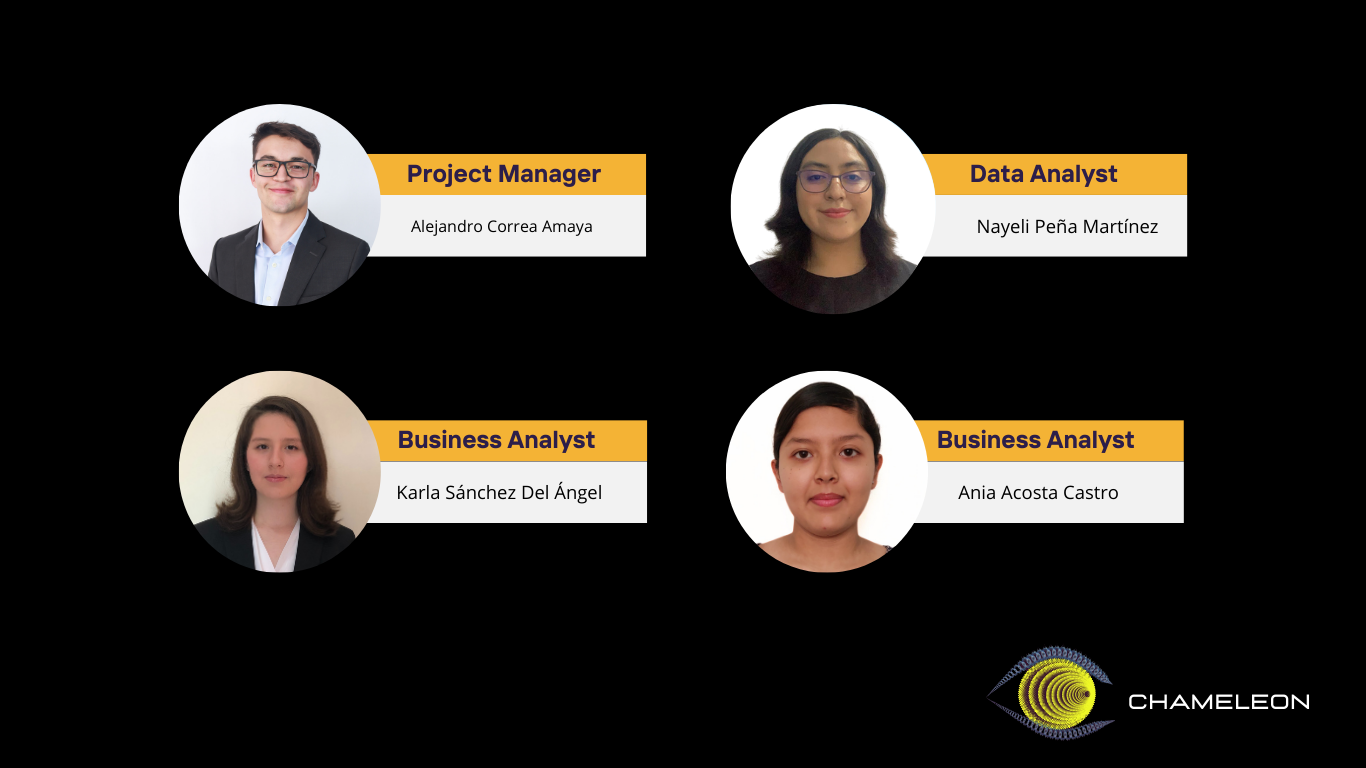 Project Manager
Alejandro Correa Amaya
Data Analyst
Nayeli Peña Martínez
Business Analyst
Karla Sánchez Del Ángel
Business Analyst
Ania Acosta Castro
CHAMELEON